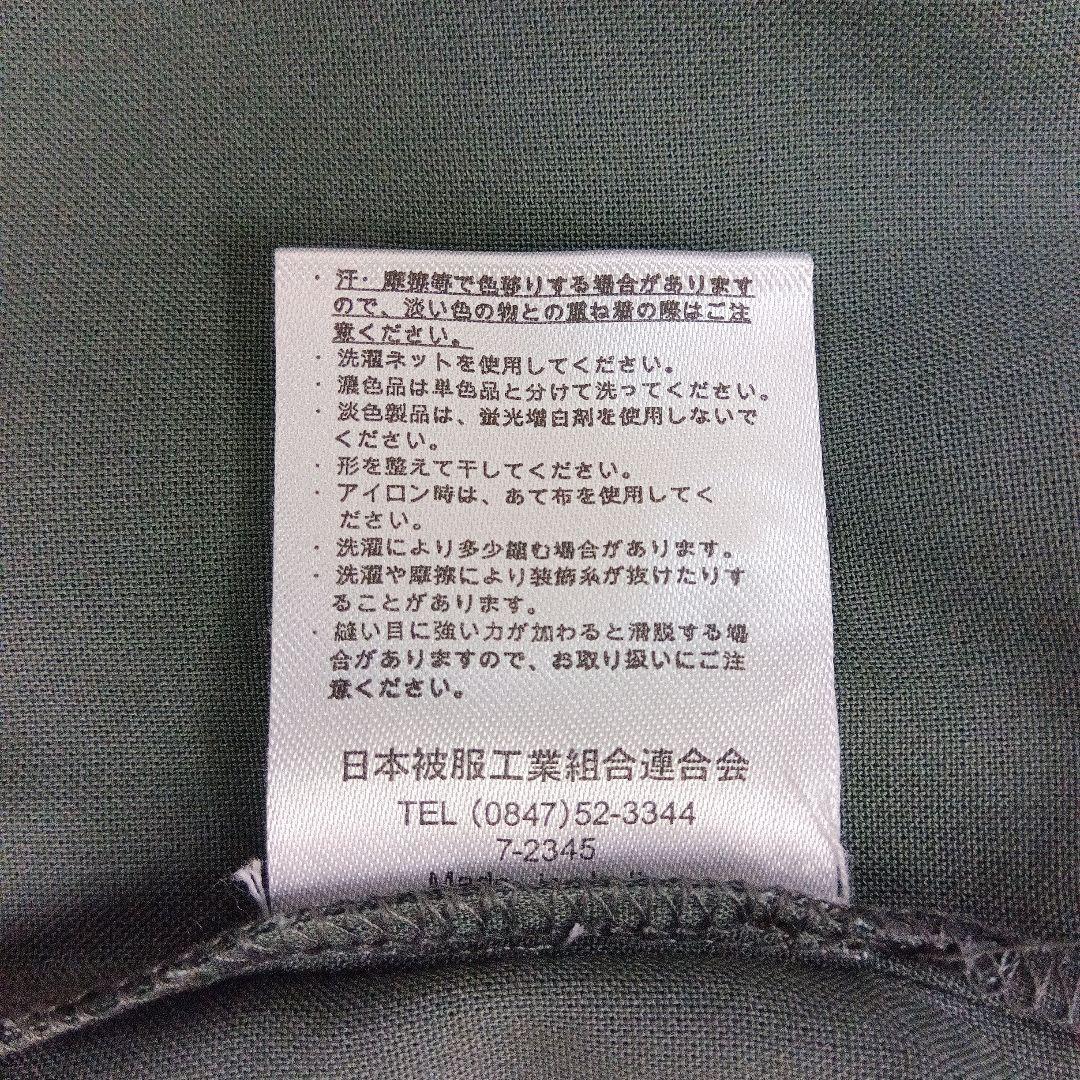 ・汗・摩擦等で色移りする場合があります
ので、淡い色の物との重ね着の際はご注
意ください。
・洗濯ネットを使用してください。
・濃色品は単色品と分けて洗ってください。
・淡色製品は、蛍光増白剤を使用しないで
ください。
・形を整えて干してください。
・アイロン時は、あて布を使用してく
ださい。
・洗濯により多少縮む場合があります。
・洗濯や摩擦により装飾糸が抜けたりす
ることがあります。
・縫い目に強い力が加わると滑脱する場
合がありますので、お取り扱いにご注
意ください。
日本被服工業組合連合会
TEL (0847)52-3344
7-2345
Made in